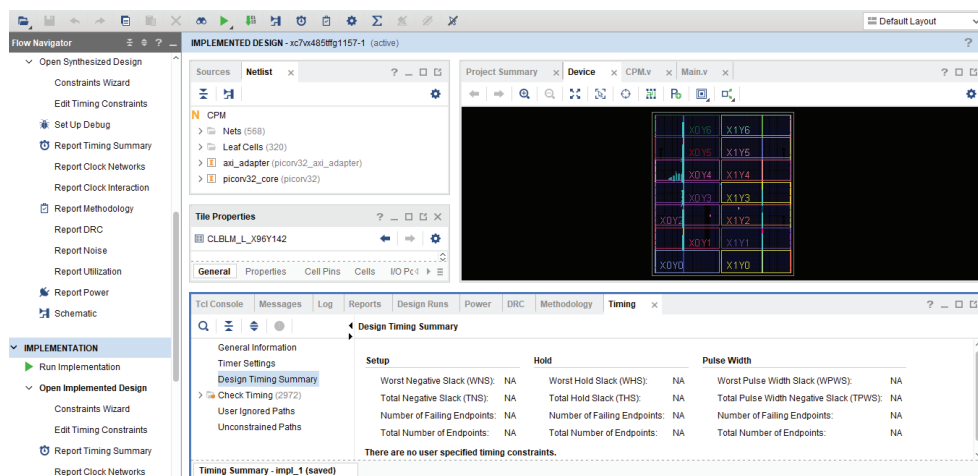 Default Layout
Flow Navigator
IMPLEMENTED DESIGN - xc7vx485tffg1157-1 (active)
Open Synthesized Design
Constraints Wizard
Edit Timing Constraints
Set Up Debug
Report Timing Summary
Report Clock Networks
Report Clock Interaction
Report Methodology
Report DRC
Report Noise
Report Utilization
Report Power
Schematic
IMPLEMENTATION
Run Implementation
Open Implemented Design
Constraints Wizard
Edit Timing Constraints
Report Timing Summary
Report Clock Networks
Sources Netlist
N CPM
Nets (568)
Leaf Cells (320)
axi_adapter (picorv32_axi_adapter)
picorv32_core (picorv32)
Tile Properties
CLBLM_L_X96Y142
General Properties Cell Pins Cells I/O Po
Project Summary Device CPM.v Main.v
X0Y6 X1Y6
X0Y5 X1Y5
X0Y4 X1Y4
X0Y3 X1Y3
X0Y2 X1Y2
X0Y1 X1Y1
X0Y0 X1Y0
Tcl Console Messages Log Reports Design Runs Power DRC Methodology Timing
General Information
Timer Settings
Design Timing Summary
Check Timing (2972)
User Ignored Paths
Unconstrained Paths
Design Timing Summary
Setup Hold Pulse Width
Worst Negative Slack (WNS): NA Worst Hold Slack (WHS): NA Worst Pulse Width Slack (WPWS): NA
Total Negative Slack (TNS): NA Total Hold Slack (THS): NA Total Pulse Width Negative Slack (TPWS): NA
Number of Failing Endpoints: NA Number of Failing Endpoints: NA Number of Failing Endpoints: NA
Total Number of Endpoints: NA Total Number of Endpoints: NA Total Number of Endpoints: NA
There are no user specified timing constraints.
Timing Summary - impl_1 (saved)